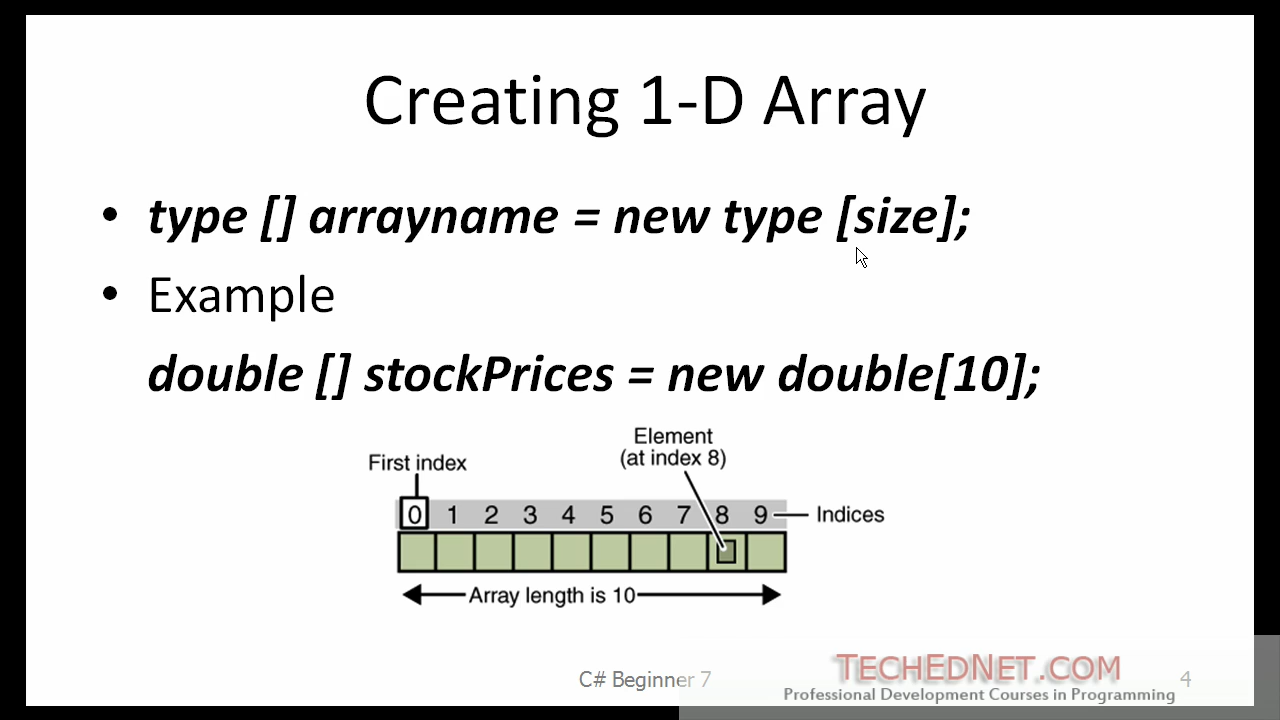 Creating 1-D Array
• type [] arrayname = new type [size];
• Example
double [] stockPrices = new double[10];
Element
(at index 8)
First index
0 1 2 3 4 5 6 7 8 9
Indices
Array length is 10
C# Beginner 7
TECHEDNET.COM
Professional Development Courses in Programming
4